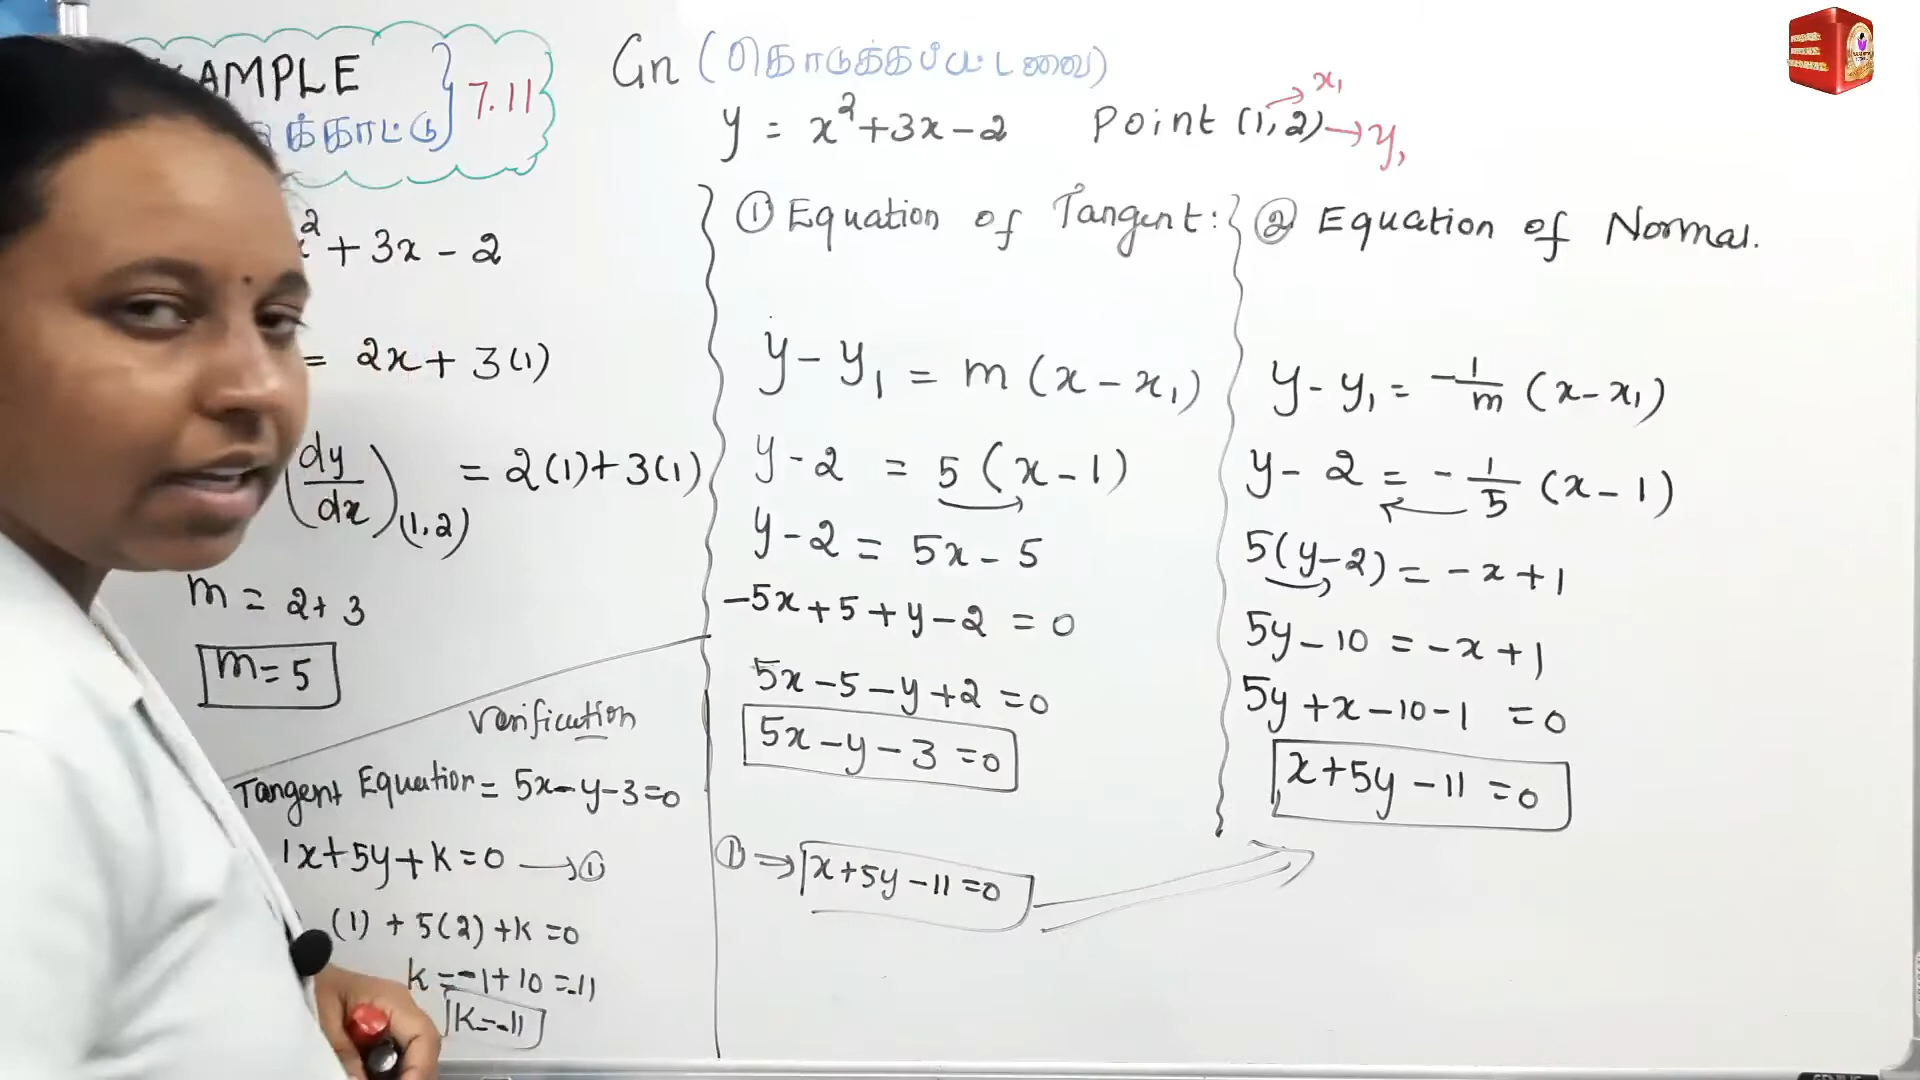 AMPLE
7.11
Gn (கொடுக்கப்பட்டவை)
y = x²+3x-2 Point (1,2) → y₁
x₁
² + 3x - 2
= 2x + 3(1)
(dy/dx)(1,2) = 2(1)+3(1)
m = 2+3
m=5
verification
Tangent Equation = 5x-y-3=0
1x+5y+k=0 → ①
(1) + 5(2) +k =0
k =-1+10 =-11
k=-11
① Equation of Tangent:
y-y₁ = m(x-x₁)
y-2 = 5(x-1)
y-2 = 5x-5
-5x+5+y-2 = 0
5x-5-y+2 =0
5x-y-3 =0
① ⇒ x+5y-11=0
② Equation of Normal.
y-y₁ = -1/m (x-x₁)
y-2 = -1/5 (x-1)
5(y-2) = -x+1
5y-10 = -x+1
5y+x-10-1 =0
x+5y-11 =0